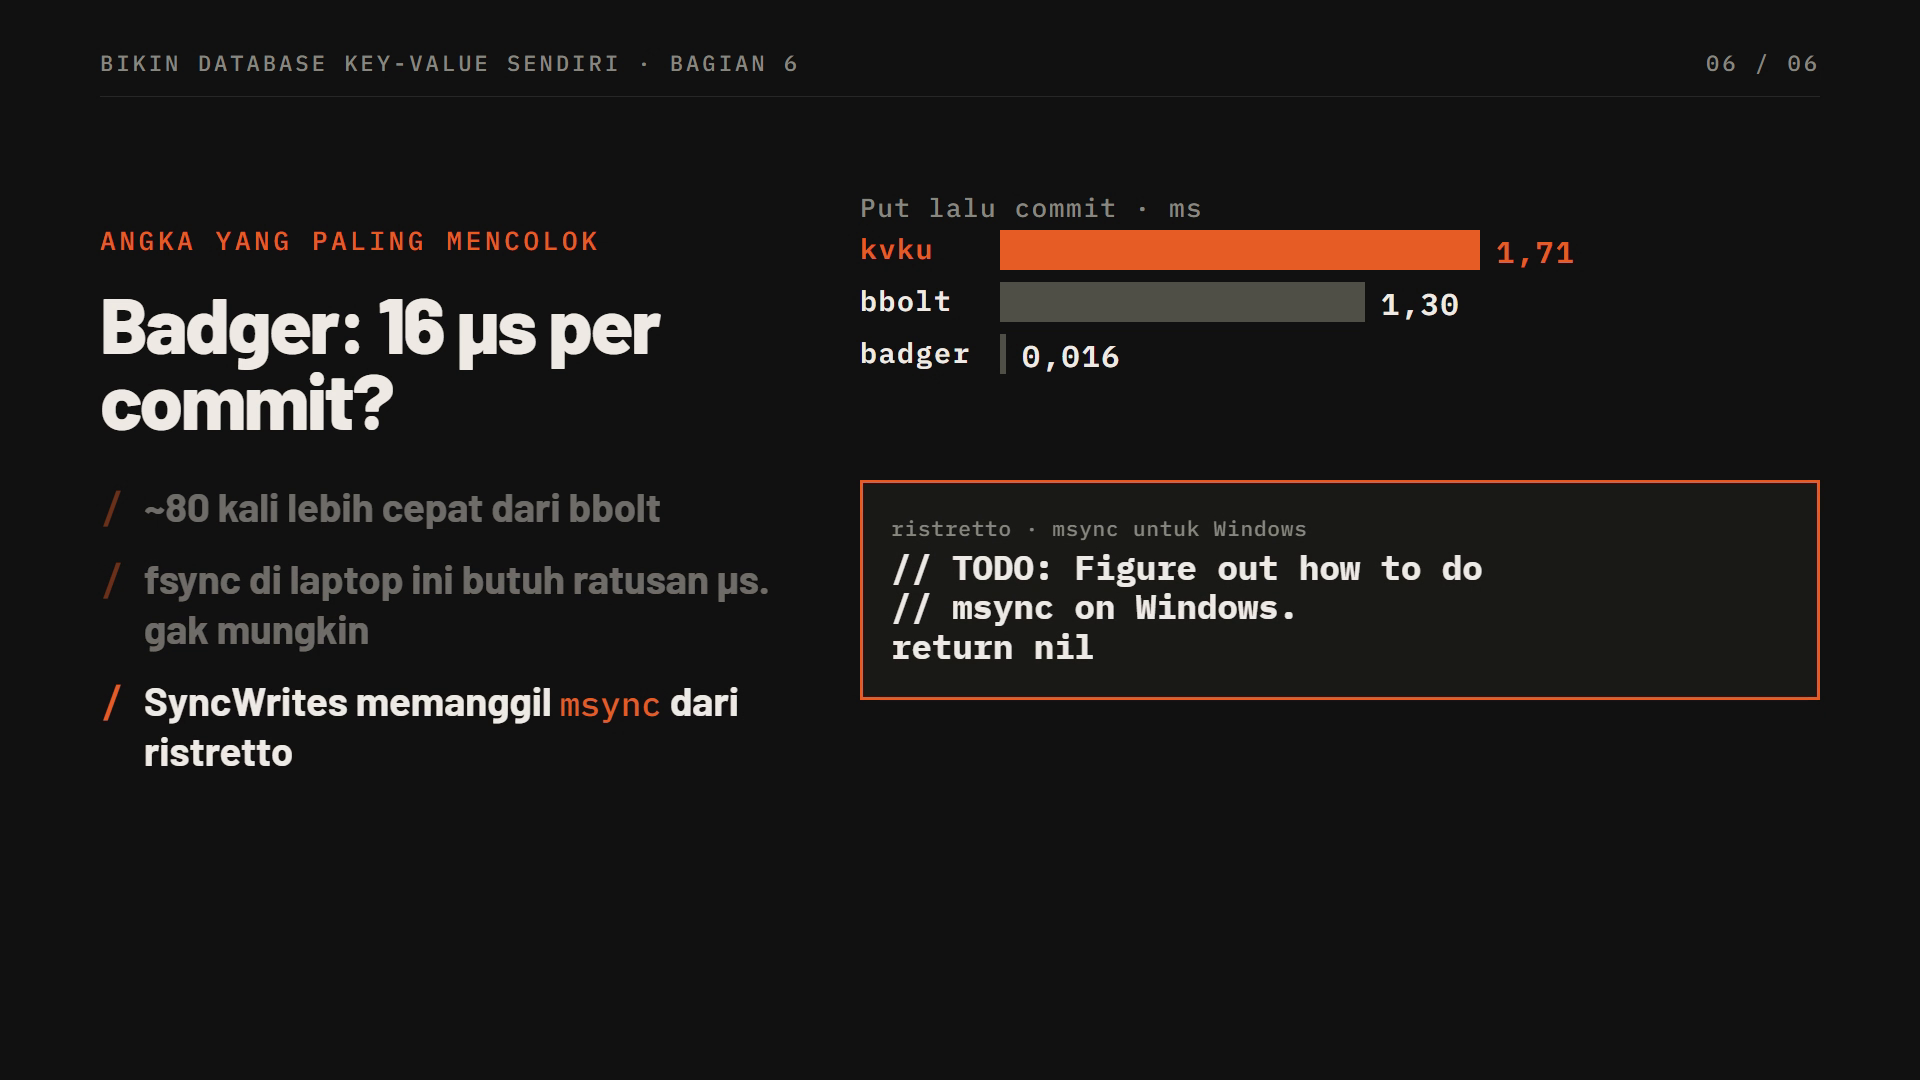 BIKIN DATABASE KEY-VALUE SENDIRI · BAGIAN 6
06 / 06
ANGKA YANG PALING MENCOLOK
Badger: 16 µs per
commit?
/ ~80 kali lebih cepat dari bbolt
/ fsync di laptop ini butuh ratusan µs.
gak mungkin
/ SyncWrites memanggil msync dari
ristretto
Put lalu commit · ms
kvku 1,71
bbolt 1,30
badger 0,016
ristretto · msync untuk Windows
// TODO: Figure out how to do
// msync on Windows.
return nil